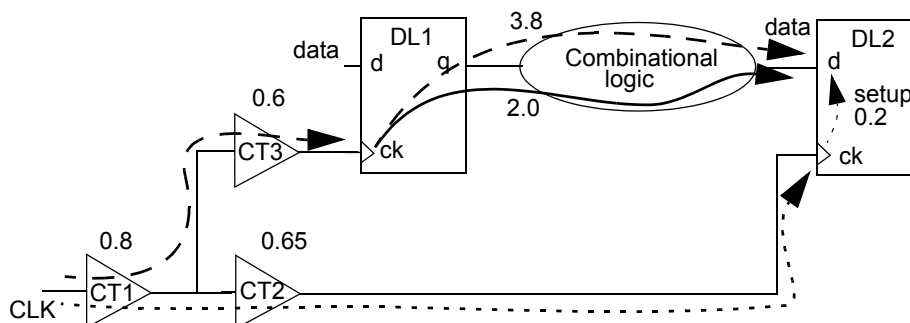 3.8
data
DL1
data
DL2
d
q
Combinational
logic
d
setup
0.2
0.6
2.0
CT3
ck
ck
0.8
0.65
CT1
CT2
CLK